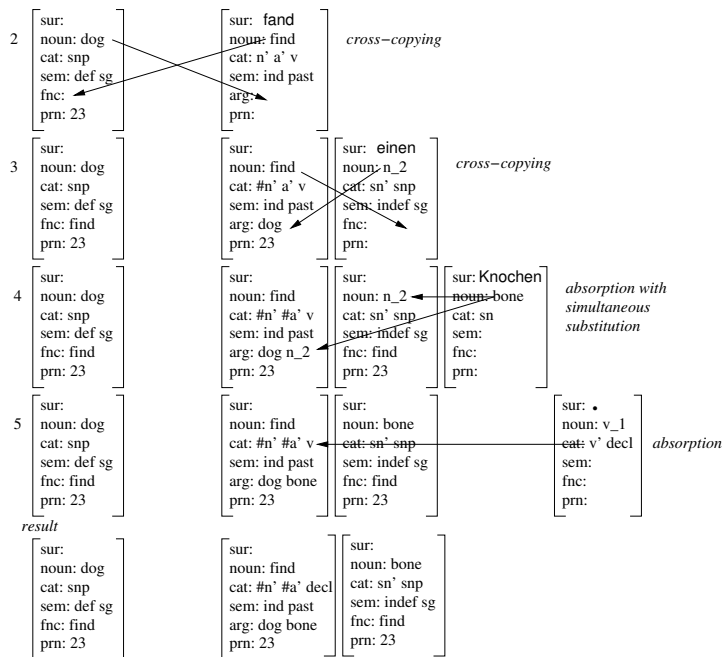 2
sur:
noun: dog
cat: snp
sem: def sg
fnc:
prn: 23
sur: fand
noun: find
cat: n' a' v
sem: ind past
arg:
prn:
cross−copying
3
sur:
noun: dog
cat: snp
sem: def sg
fnc: find
prn: 23
sur:
noun: find
cat: #n' a' v
sem: ind past
arg: dog
prn: 23
sur: einen
noun: n_2
cat: sn' snp
sem: indef sg
fnc:
prn:
cross−copying
4
sur:
noun: dog
cat: snp
sem: def sg
fnc: find
prn: 23
sur:
noun: find
cat: #n' #a' v
sem: ind past
arg: dog n_2
prn: 23
sur:
noun: n_2
cat: sn' snp
sem: indef sg
fnc: find
prn: 23
sur: Knochen
noun: bone
cat: sn
sem:
fnc:
prn:
absorption with
simultaneous
substitution
5
sur:
noun: dog
cat: snp
sem: def sg
fnc: find
prn: 23
sur:
noun: find
cat: #n' #a' v
sem: ind past
arg: dog bone
prn: 23
sur:
noun: bone
cat: sn' snp
sem: indef sg
fnc: find
prn: 23
sur: .
noun: v_1
cat: v' decl
sem:
fnc:
prn:
absorption
result
sur:
noun: dog
cat: snp
sem: def sg
fnc: find
prn: 23
sur:
noun: find
cat: #n' #a' decl
sem: ind past
arg: dog bone
prn: 23
sur:
noun: bone
cat: sn' snp
sem: indef sg
fnc: find
prn: 23